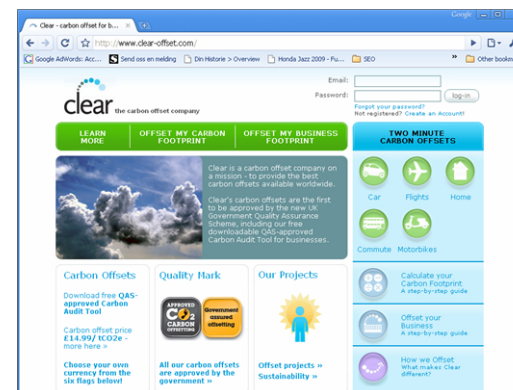 Google
Clear - carbon offset for b...
http://www.clear-offset.com/
Google AdWords: Acc...
Send oss en melding
Din Historie > Overview
Honda Jazz 2009 - Fu...
SEO
»
Other bookm
Email:
Password:
log-in
Forgot your password?
Not registered? Create an Account!
clear the carbon offset company
LEARN
MORE
OFFSET MY CARBON
FOOTPRINT
OFFSET MY BUSINESS
FOOTPRINT
TWO MINUTE
CARBON OFFSETS
Clear is a carbon offset company on
a mission - to provide the best
carbon offsets available worldwide.
Clear's carbon offsets are the first
to be approved by the new UK
Government Quality Assurance
Scheme, including our free
downloadable QAS-approved
Carbon Audit Tool for businesses.
Car
Flights
Home
Commute
Motorbikes
Carbon Offsets
Download free QAS-
approved Carbon
Audit Tool
Carbon offset price
£14.99/ tCO2e -
more here »
Choose your own
currency from the
six flags below!
Quality Mark
APPROVED
CO2
CARBON
OFFSETTING
Government
assured
offsetting
All our carbon offsets
are approved by the
government »
Our Projects
Offset projects »
Sustainability »
Calculate your
Carbon Footprint
A step-by-step guide
Offset your
Business
A step-by-step guide
How we Offset
What makes Clear
different?